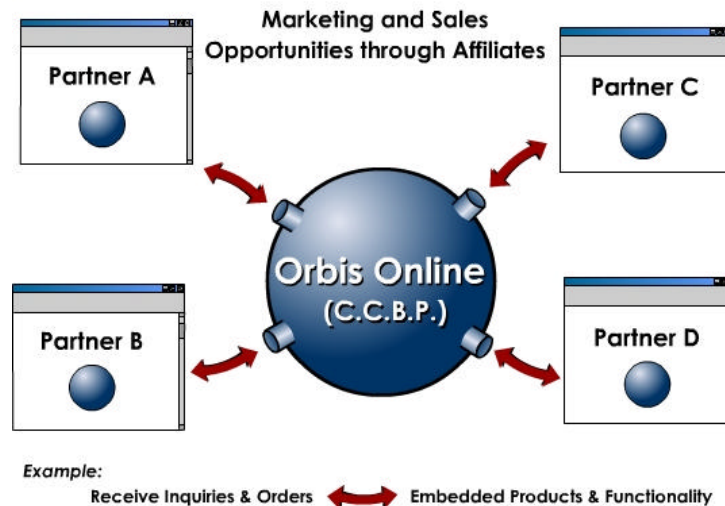 Marketing and Sales
Opportunities through Affiliates
Partner A
Partner C
Orbis Online
(C.C.B.P.)
Partner B
Partner D
Example:
Receive Inquiries & Orders
Embedded Products & Functionality